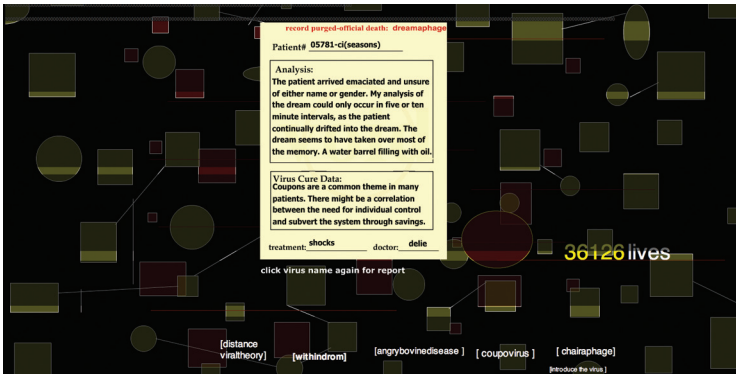 record purged-official death: dreamaphage
Patient# 05781-ci(seasons)
Analysis:
The patient arrived emaciated and unsure
of either name or gender. My analysis of
the dream could only occur in five or ten
minute intervals, as the patient
continually drifted into the dream. The
dream seems to have taken over most of
the memory. A water barrel filling with oil.
Virus Cure Data:
Coupons are a common theme in many
patients. There might be a correlation
between the need for individual control
and subvert the system through savings.
treatment: shocks doctor: delie
click virus name again for report
36126 lives
[distance
viraltheory]
[withindrom]
[angrybovinedisease ]
[ coupovirus ]
[ chairaphage]
[introduce the virus ]